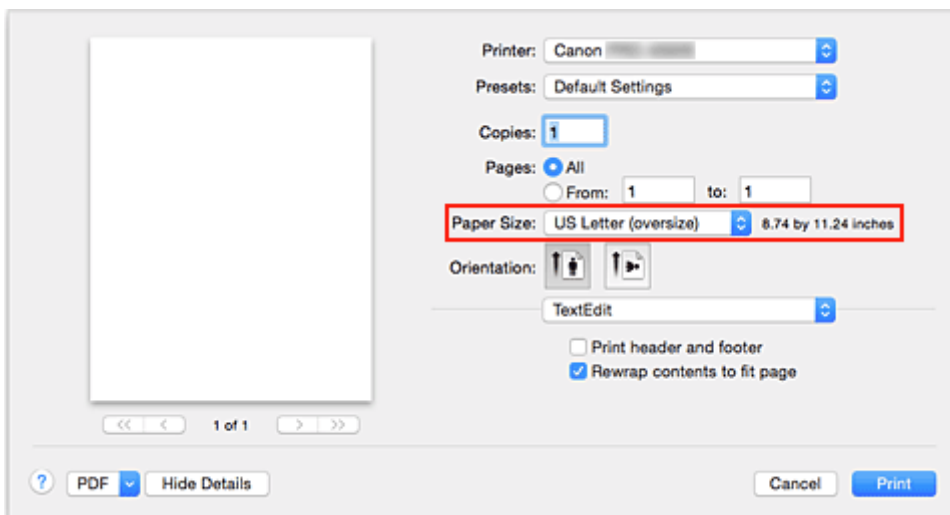 Printer: Canon
Presets: Default Settings
Copies: 1
Pages: All
From: 1 to: 1
Paper Size: US Letter (oversize) 8.74 by 11.24 inches
Orientation:
TextEdit
Print header and footer
Rewrap contents to fit page
<< < 1 of 1 > >>
? PDF Hide Details Cancel Print